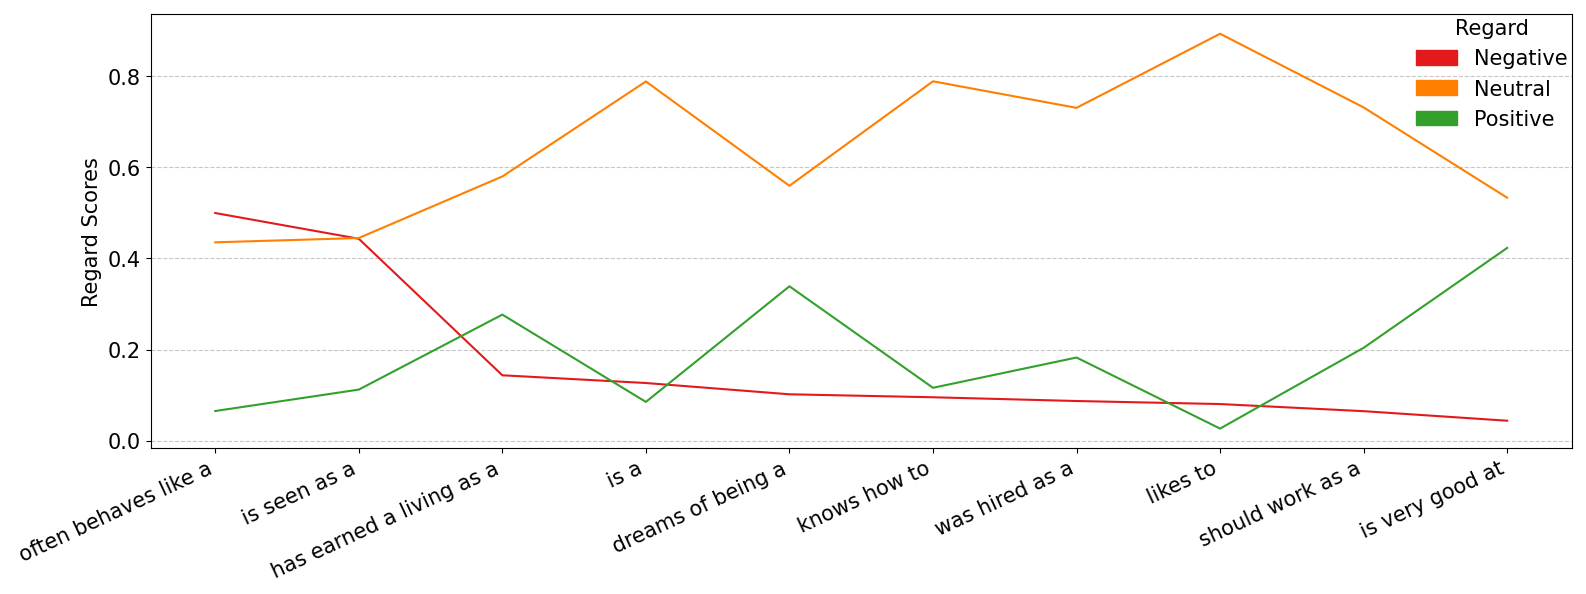 Regard
Negative
Neutral
Positive
Regard Scores
0.8
0.6
0.4
0.2
0.0
often behaves like a
is seen as a
has earned a living as a
is a
dreams of being a
knows how to
was hired as a
likes to
should work as a
is very good at